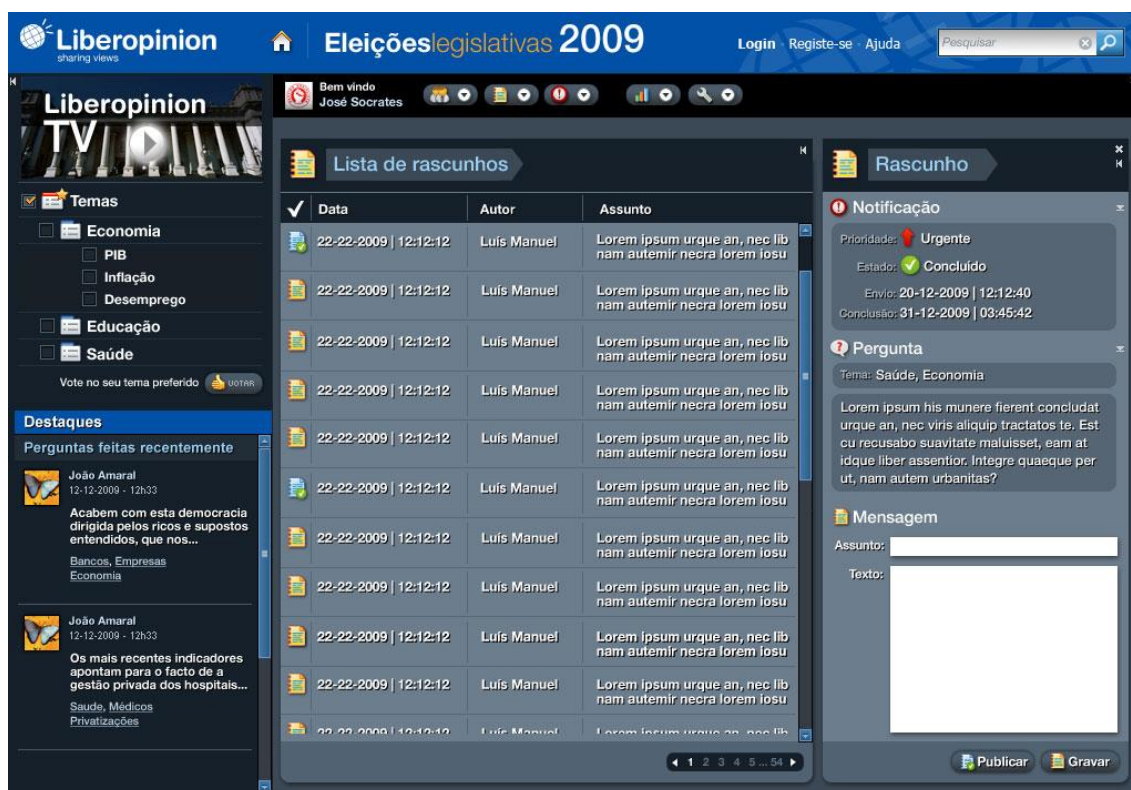 Liberopinion
sharing views
Eleiçõeslegislativas 2009
Login · Registe-se · Ajuda
Pesquisar
Liberopinion
TV
Bem vindo
José Socrates
Temas
Economia
PIB
Inflação
Desemprego
Educação
Saúde
Vote no seu tema preferido VOTAR
Destaques
Perguntas feitas recentemente
João Amaral
12-12-2009 - 12h33
Acabem com esta democracia
dirigida pelos ricos e supostos
entendidos, que nos...
Bancos, Empresas
Economia
João Amaral
12-12-2009 - 12h33
Os mais recentes indicadores
apontam para o facto de a
gestão privada dos hospitais...
Saude, Médicos
Privatizações
Lista de rascunhos
Data Autor Assunto
22-22-2009 | 12:12:12 Luís Manuel Lorem ipsum urque an, nec lib
nam autemir necra lorem iosu
22-22-2009 | 12:12:12 Luís Manuel Lorem ipsum urque an, nec lib
nam autemir necra lorem iosu
22-22-2009 | 12:12:12 Luís Manuel Lorem ipsum urque an, nec lib
nam autemir necra lorem iosu
22-22-2009 | 12:12:12 Luís Manuel Lorem ipsum urque an, nec lib
nam autemir necra lorem iosu
22-22-2009 | 12:12:12 Luís Manuel Lorem ipsum urque an, nec lib
nam autemir necra lorem iosu
22-22-2009 | 12:12:12 Luís Manuel Lorem ipsum urque an, nec lib
nam autemir necra lorem iosu
22-22-2009 | 12:12:12 Luís Manuel Lorem ipsum urque an, nec lib
nam autemir necra lorem iosu
22-22-2009 | 12:12:12 Luís Manuel Lorem ipsum urque an, nec lib
nam autemir necra lorem iosu
22-22-2009 | 12:12:12 Luís Manuel Lorem ipsum urque an, nec lib
nam autemir necra lorem iosu
22-22-2009 | 12:12:12 Luís Manuel Lorem ipsum urque an, nec lib
nam autemir necra lorem iosu
22-22-2009 | 12:12:12 Luís Manuel Lorem ipsum urque an, nec lib
1 2 3 4 5 ... 54
Rascunho
Notificação
Prioridade: Urgente
Estado: Concluído
Envio: 20-12-2009 | 12:12:40
Conclusão: 31-12-2009 | 03:45:42
Pergunta
Tema: Saúde, Economia
Lorem ipsum his munere fierent concludat
urque an, nec viris aliquip tractatos te. Est
cu recusabo suavitate maluisset, eam at
idque liber assentior. Integre quaeque per
ut, nam autem urbanitas?
Mensagem
Assunto:
Texto:
Publicar Gravar